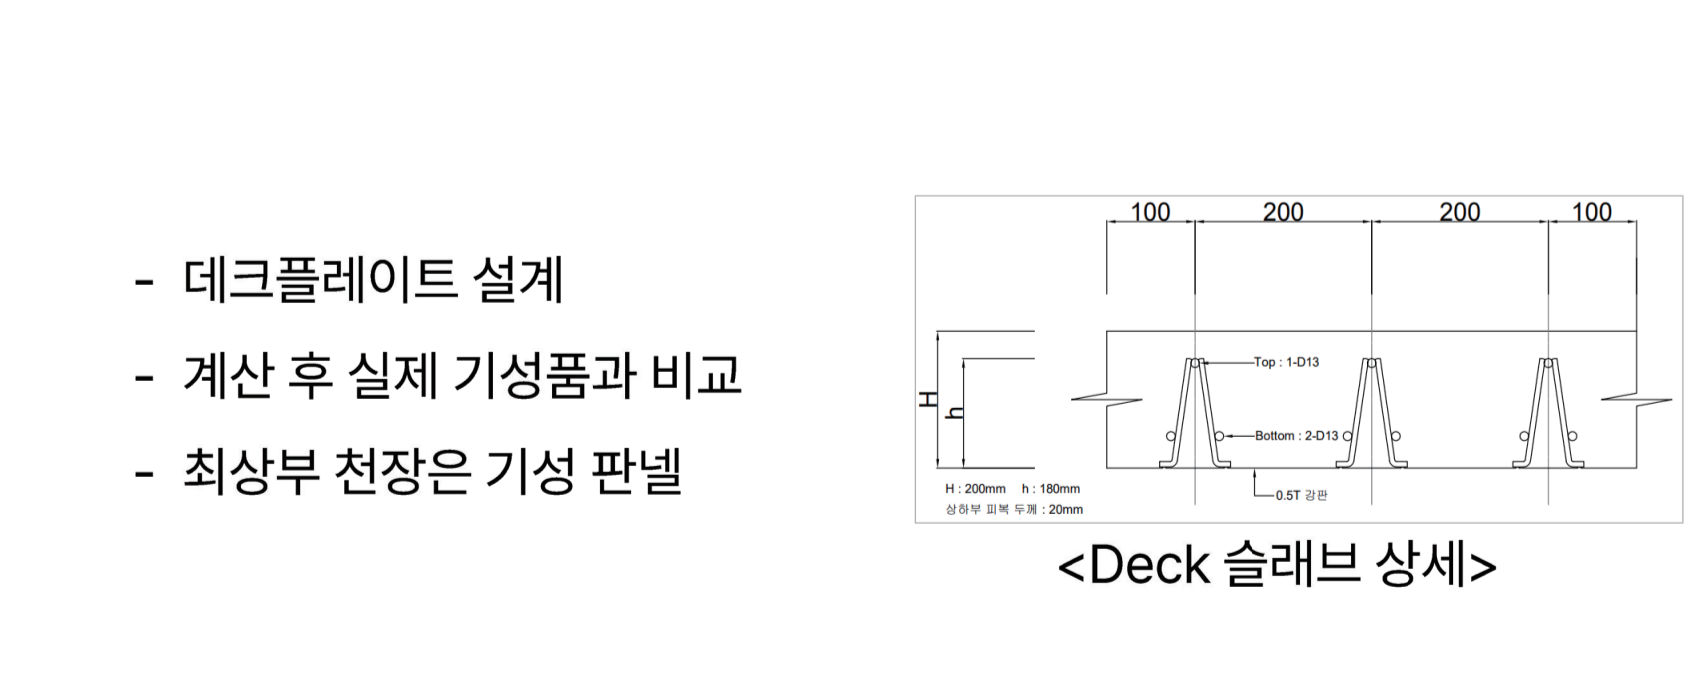 - 데크플레이트 설계
- 계산 후 실제 기성품과 비교
- 최상부 천장은 기성 판넬
100 200 200 100
Top : 1-D13
H
h
Bottom : 2-D13
H : 200mm h : 180mm
0.5T 강판
상하부 피복 두께 : 20mm
<Deck 슬래브 상세>